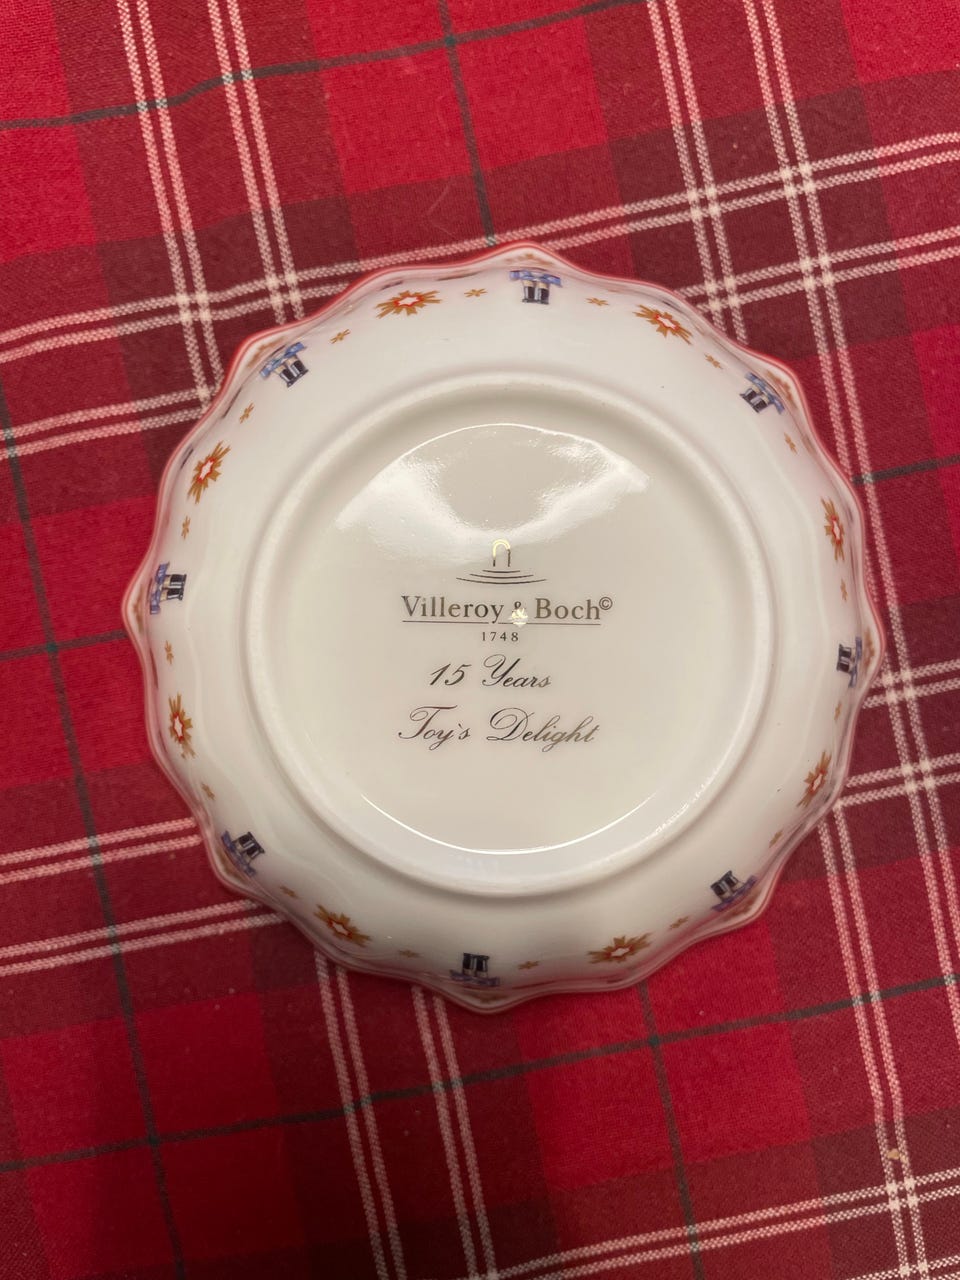 Villeroy & Boch©
1748
15 Years
Toy's Delight